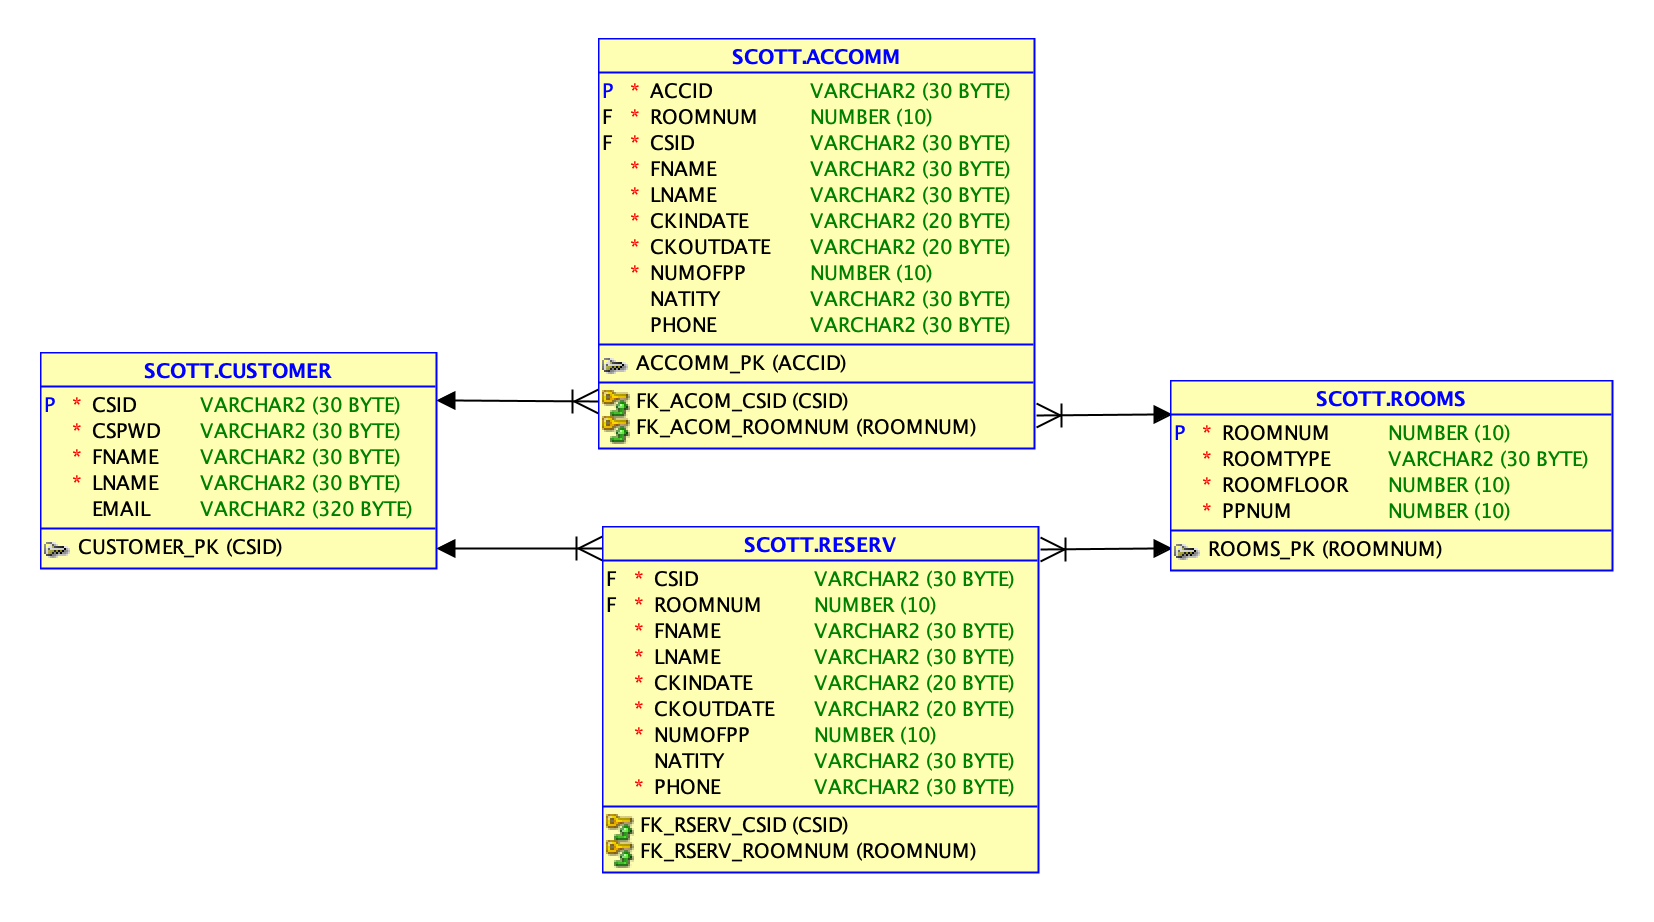 SCOTT.ACCOMM
P * ACCID VARCHAR2 (30 BYTE)
F * ROOMNUM NUMBER (10)
F * CSID VARCHAR2 (30 BYTE)
* FNAME VARCHAR2 (30 BYTE)
* LNAME VARCHAR2 (30 BYTE)
* CKINDATE VARCHAR2 (20 BYTE)
* CKOUTDATE VARCHAR2 (20 BYTE)
* NUMOFPP NUMBER (10)
NATITY VARCHAR2 (30 BYTE)
PHONE VARCHAR2 (30 BYTE)
ACCOMM_PK (ACCID)
FK_ACOM_CSID (CSID)
FK_ACOM_ROOMNUM (ROOMNUM)
SCOTT.CUSTOMER
P * CSID VARCHAR2 (30 BYTE)
* CSPWD VARCHAR2 (30 BYTE)
* FNAME VARCHAR2 (30 BYTE)
* LNAME VARCHAR2 (30 BYTE)
EMAIL VARCHAR2 (320 BYTE)
CUSTOMER_PK (CSID)
SCOTT.ROOMS
P * ROOMNUM NUMBER (10)
* ROOMTYPE VARCHAR2 (30 BYTE)
* ROOMFLOOR NUMBER (10)
* PPNUM NUMBER (10)
ROOMS_PK (ROOMNUM)
SCOTT.RESERV
F * CSID VARCHAR2 (30 BYTE)
F * ROOMNUM NUMBER (10)
* FNAME VARCHAR2 (30 BYTE)
* LNAME VARCHAR2 (30 BYTE)
* CKINDATE VARCHAR2 (20 BYTE)
* CKOUTDATE VARCHAR2 (20 BYTE)
* NUMOFPP NUMBER (10)
NATITY VARCHAR2 (30 BYTE)
* PHONE VARCHAR2 (30 BYTE)
FK_RSERV_CSID (CSID)
FK_RSERV_ROOMNUM (ROOMNUM)